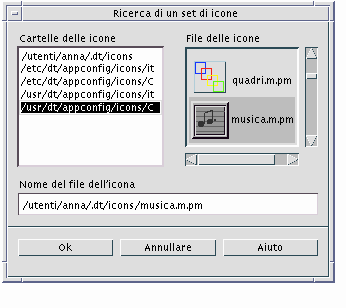 Ricerca di un set di icone
Cartelle delle icone
File delle icone
/utenti/anna/.dt/icons
/etc/dt/appconfig/icons/it
/etc/dt/appconfig/icons/C
/usr/dt/appconfig/icons/it
/usr/dt/appconfig/icons/C
quadri.m.pm
musica.m.pm
Nome del file dell'icona
/utenti/anna/.dt/icons/musica.m.pm
Ok
Annullare
Aiuto